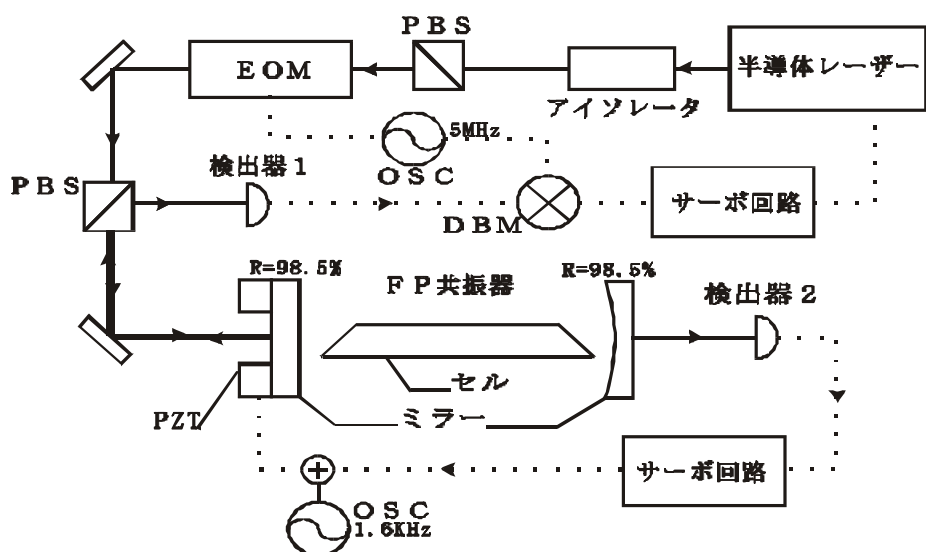 PBS
EOM
半導体レーザー
アイソレータ
5MHz
OSC
検出器1
PBS
DBM
サーボ回路
R=98.5%
FP共振器
R=98.5%
検出器2
セル
ミラー
PZT
サーボ回路
OSC
1.6KHz